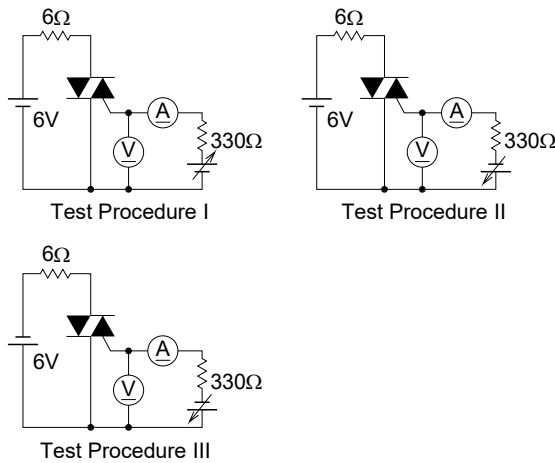 6Ω
6V
A
V
330Ω
Test Procedure I
6Ω
6V
A
V
330Ω
Test Procedure II
6Ω
6V
A
V
330Ω
Test Procedure III